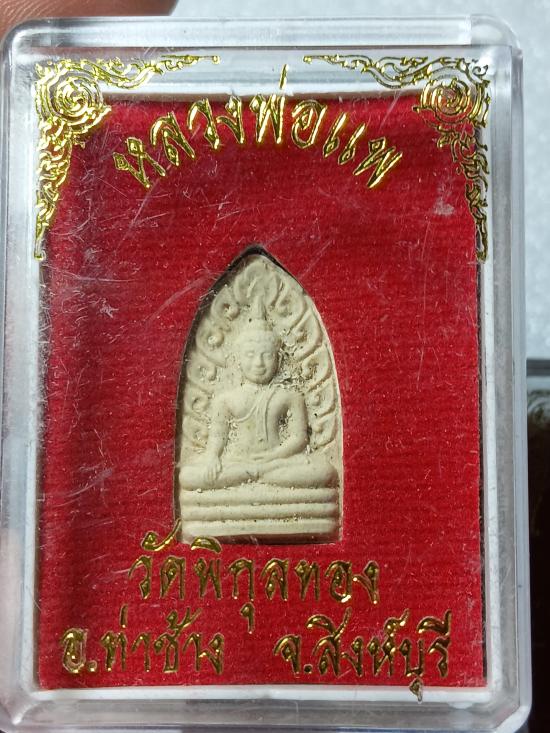 หลวงพ่อแพ
วัดพิกุลทอง
อ.ท่าช้าง จ.สิงห์บุรี